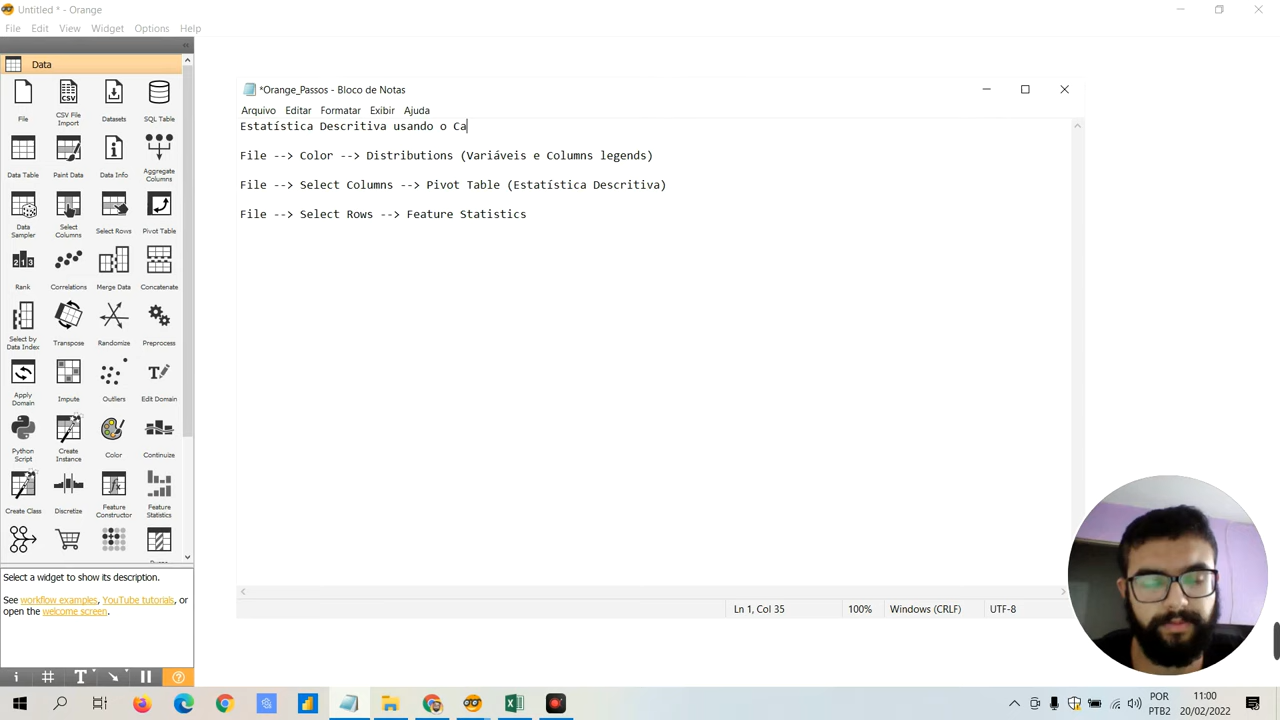 Untitled * - Orange
File Edit View Widget Options Help
Data
File
CSV File Import
Datasets
SQL Table
Data Table
Paint Data
Data Info
Aggregate Columns
Data Sampler
Select Columns
Select Rows
Pivot Table
Rank
Correlations
Merge Data
Concatenate
Select by Data Index
Transpose
Randomize
Preprocess
Apply Domain
Impute
Outliers
Edit Domain
Python Script
Create Instance
Color
Continuize
Create Class
Discretize
Feature Constructor
Feature Statistics
Select a widget to show its description.
See workflow examples, YouTube tutorials, or
open the welcome screen.
*Orange_Passos - Bloco de Notas
Arquivo Editar Formatar Exibir Ajuda
Estatística Descritiva usando o Ca
File --> Color --> Distributions (Variáveis e Columns legends)
File --> Select Columns --> Pivot Table (Estatística Descritiva)
File --> Select Rows --> Feature Statistics
Ln 1, Col 35
100%
Windows (CRLF)
UTF-8
POR
PTB2
11:00
20/02/2022